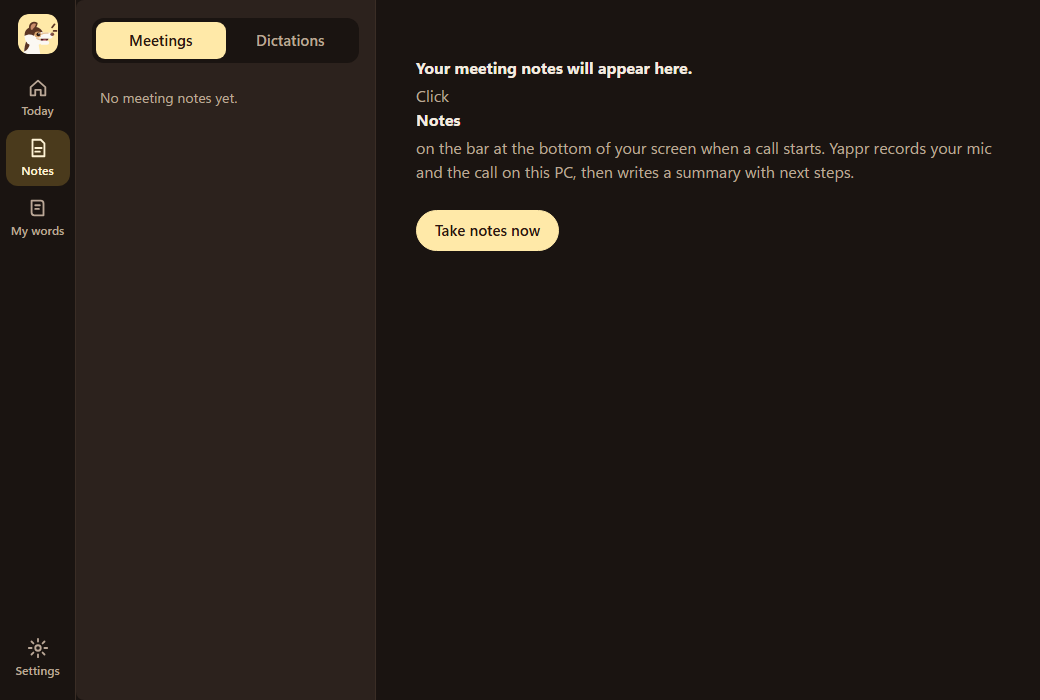 Today
Notes
My words
Settings
Meetings
Dictations
No meeting notes yet.
Your meeting notes will appear here.
Click
Notes
on the bar at the bottom of your screen when a call starts. Yappr records your mic
and the call on this PC, then writes a summary with next steps.
Take notes now